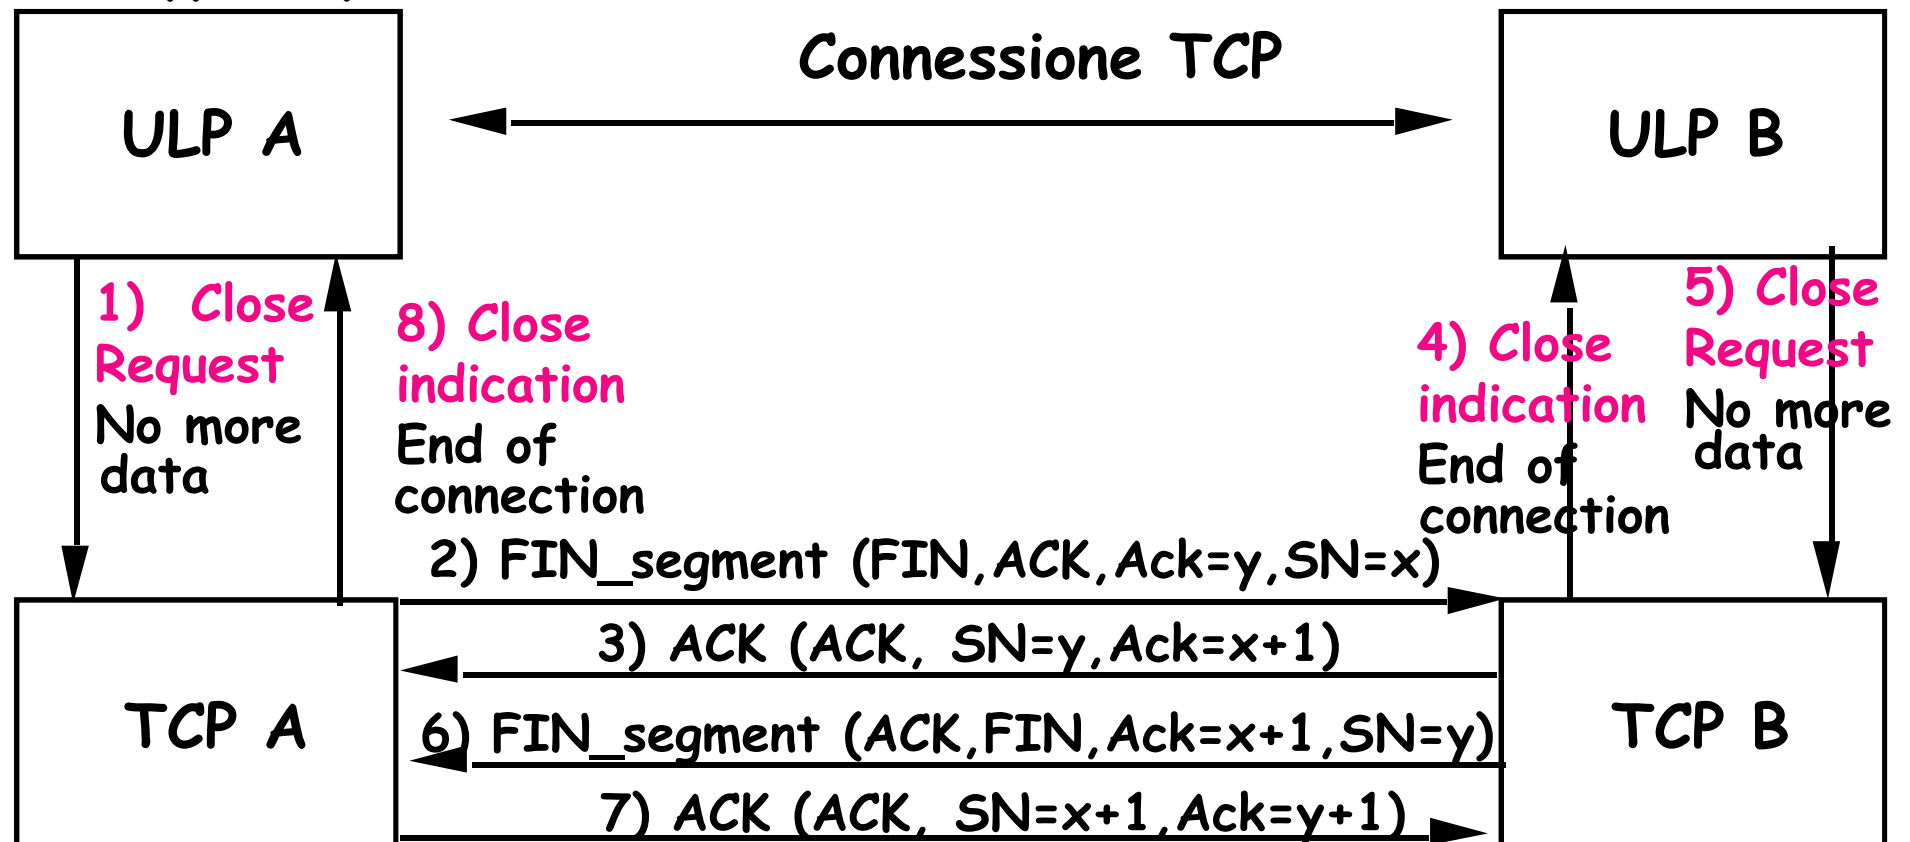 Connessione TCP
ULP A
ULP B
1) Close
Request
No more
data
8) Close
indication
End of
connection
4) Close
indication
End of
connection
5) Close
Request
No more
data
2) FIN_segment (FIN,ACK,Ack=y,SN=x)
3) ACK (ACK, SN=y,Ack=x+1)
TCP A
TCP B
6) FIN_segment (ACK,FIN,Ack=x+1,SN=y)
7) ACK (ACK, SN=x+1,Ack=y+1)